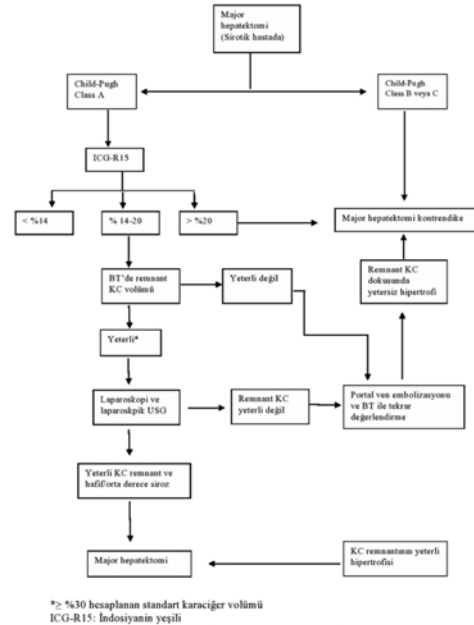 Major
hepatektomi
(Sirotik hastada)
Child-Pugh
Class A
Child-Pugh
Class B veya C
ICG-R15
< %14
% 14-20
> %20
Major hepatektomi kontrendike
BT'de remnant
KC volümü
Yeterli değil
Remnant KC
dokusunda
yetersiz hipertrofi
Yeterli*
Laparoskopi ve
laparoskpik USG
Remnant KC
yeterli değil
Portal ven embolizasyonu
ve BT ile tekrar
değerlendirme
Yeterli KC remnant ve
hafif/orta derece siroz
Major hepatektomi
KC remnantının yeterli
hipertrofisi
*≥ %30 hesaplanan standart karaciğer volümü
ICG-R15: İndosiyanin yeşili